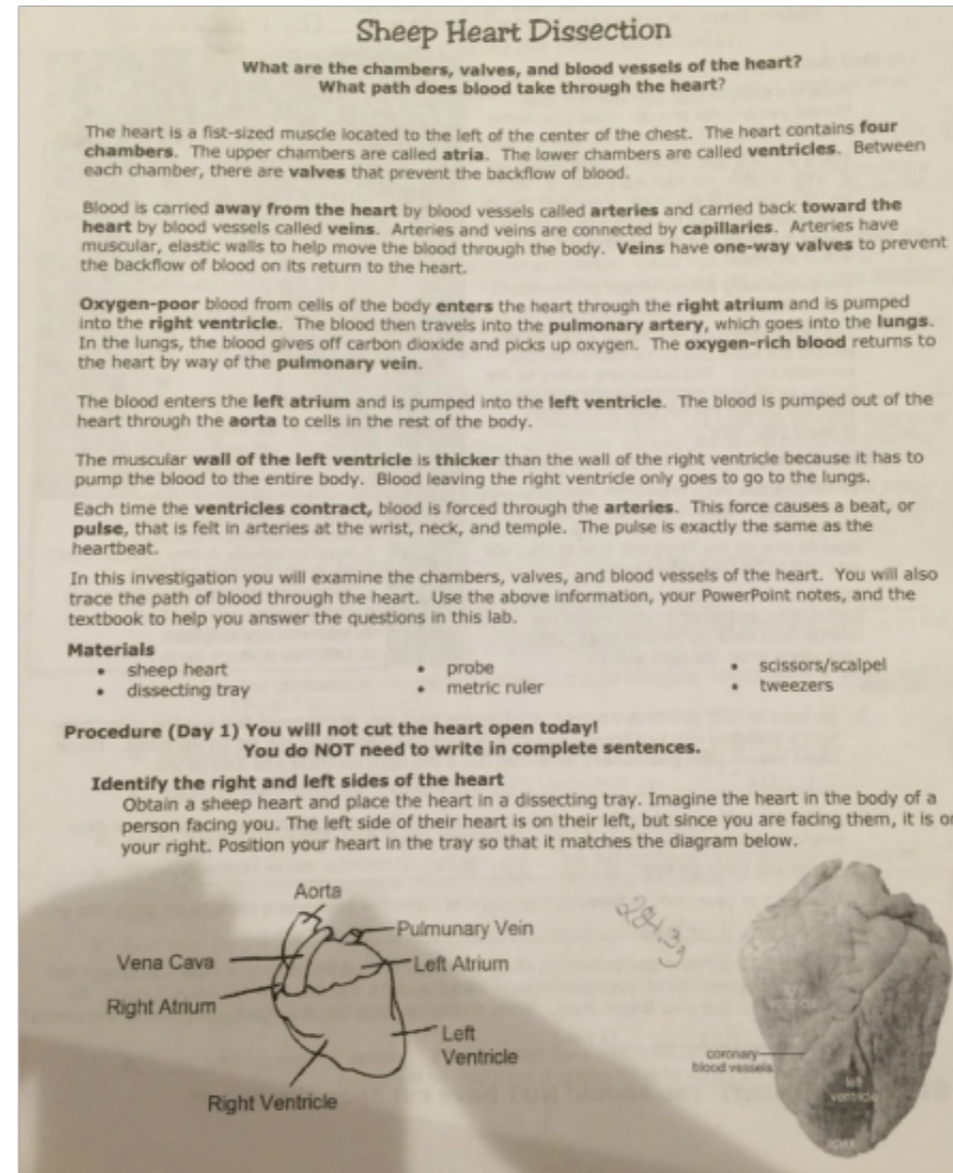 Sheep Heart Dissection
What are the chambers, valves, and blood vessels of the heart?
What path does blood take through the heart?
The heart is a fist-sized muscle located to the left of the center of the chest. The heart contains four
chambers. The upper chambers are called atria. The lower chambers are called ventricles. Between
each chamber, there are valves that prevent the backflow of blood.
Blood is carried away from the heart by blood vessels called arteries and carried back toward the
heart by blood vessels called veins. Arteries and veins are connected by capillaries. Arteries have
muscular, elastic walls to help move the blood through the body. Veins have one-way valves to prevent
the backflow of blood on its return to the heart.
Oxygen-poor blood from cells of the body enters the heart through the right atrium and is pumped
into the right ventricle. The blood then travels into the pulmonary artery, which goes into the lungs.
In the lungs, the blood gives off carbon dioxide and picks up oxygen. The oxygen-rich blood returns to
the heart by way of the pulmonary vein.
The blood enters the left atrium and is pumped into the left ventricle. The blood is pumped out of the
heart through the aorta to cells in the rest of the body.
The muscular wall of the left ventricle is thicker than the wall of the right ventricle because it has to
pump the blood to the entire body. Blood leaving the right ventricle only goes to go to the lungs.
Each time the ventricles contract, blood is forced through the arteries. This force causes a beat, or
pulse, that is felt in arteries at the wrist, neck, and temple. The pulse is exactly the same as the
heartbeat.
In this investigation you will examine the chambers, valves, and blood vessels of the heart. You will also
trace the path of blood through the heart. Use the above information, your PowerPoint notes, and the
textbook to help you answer the questions in this lab.
Materials
• sheep heart • probe • scissors/scalpel
• dissecting tray • metric ruler • tweezers
Procedure (Day 1) You will not cut the heart open today!
You do NOT need to write in complete sentences.
Identify the right and left sides of the heart
Obtain a sheep heart and place the heart in a dissecting tray. Imagine the heart in the body of a
person facing you. The left side of their heart is on their left, but since you are facing them, it is
your right. Position your heart in the tray so that it matches the diagram below.
Aorta
Pulmunary Vein
284.3g
Vena Cava
Left Atrium
Right Atrium
Left
Ventricle
Right Ventricle
coronary
blood vessels
left
ventricle
apex